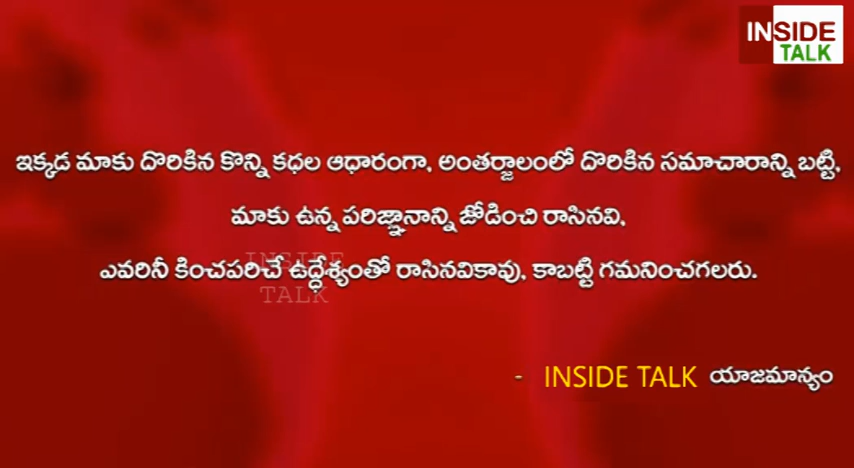 INSIDE
TALK
ఇక్కడ మాకు దొరికిన కొన్ని కధల ఆధారంగా, అంతర్జాలంలో దొరికిన సమాచారాన్ని బట్టి,
మాకు ఉన్న పరిజ్ఞానాన్ని జోడించి రాసినవి,
ఎవరినీ కించపరిచే ఉద్ధేశ్యంతో రాసినవికావు, కాబట్టి గమనించగలరు.
INSIDE
TALK
- INSIDE TALK యాజమాన్యం